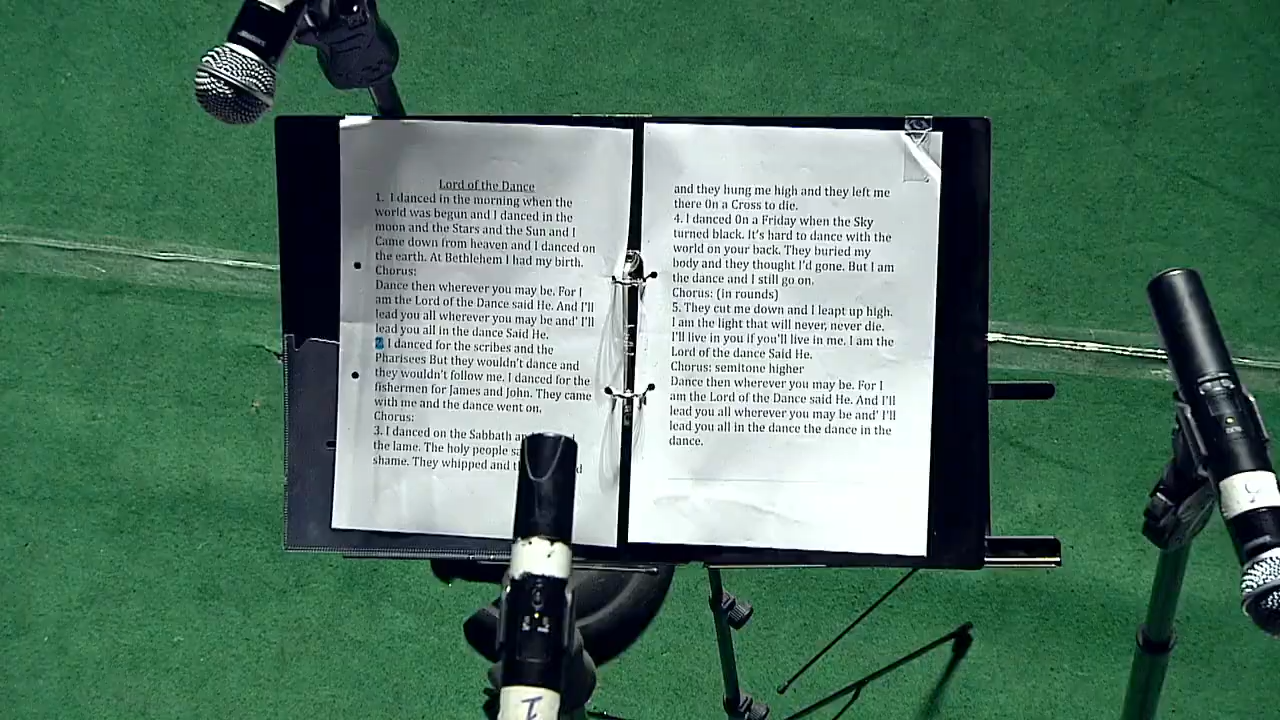 Lord of the Dance
1. I danced in the morning when the
world was begun and I danced in the
moon and the Stars and the Sun and I
Came down from heaven and I danced on
the earth. At Bethlehem I had my birth.
Chorus:
Dance then wherever you may be. For I
am the Lord of the Dance said He. And I'll
lead you all wherever you may be and' I'll
lead you all in the dance Said He.
2. I danced for the scribes and the
Pharisees But they wouldn't dance and
they wouldn't follow me. I danced for the
fishermen for James and John. They came
with me and the dance went on.
Chorus:
3. I danced on the Sabbath
the lame. The holy people
shame. They whipped and
and they hung me high and they left me
there 0n a Cross to die.
4. I danced 0n a Friday when the Sky
turned black. It's hard to dance with the
world on your back. They buried my
body and they thought I'd gone. But I am
the dance and I still go on.
Chorus: (in rounds)
5. They cut me down and I leapt up high.
I am the light that will never, never die.
I'll live in you if you'll live in me. I am the
Lord of the dance Said He.
Chorus: semitone higher
Dance then wherever you may be. For I
am the Lord of the Dance said He. And I'll
lead you all wherever you may be and' I'll
lead you all in the dance the dance in the
dance.
1